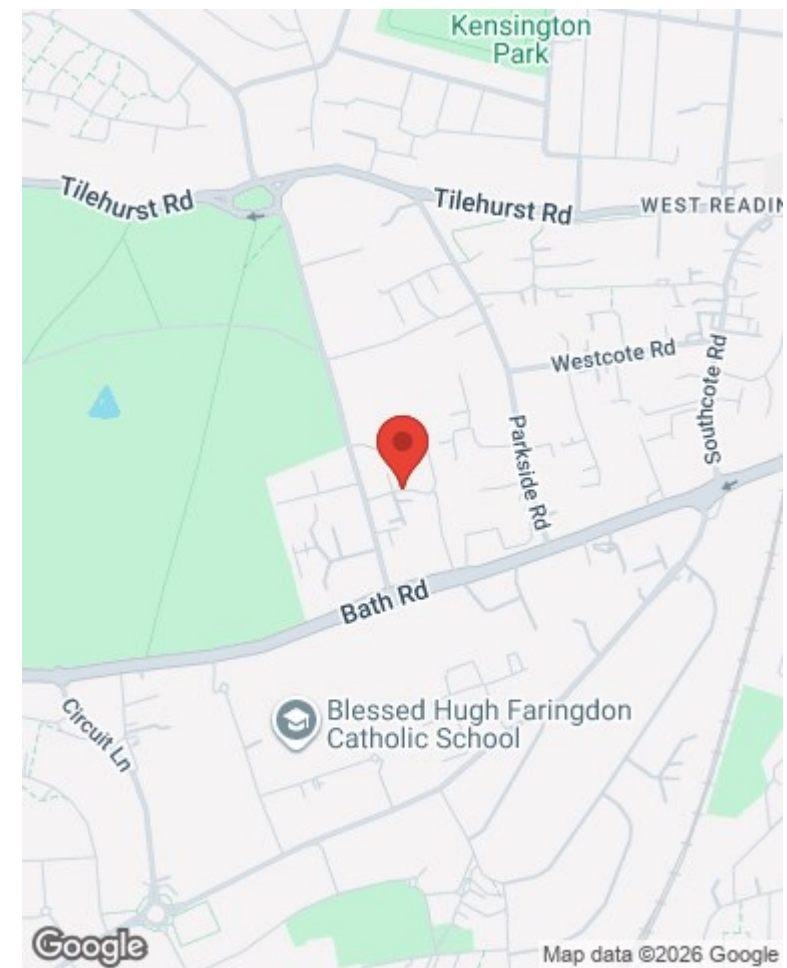 Kensington
Park
Tilehurst Rd
Tilehurst Rd
WEST READIN
Westcote Rd
Southcote Rd
Parkside Rd
Bath Rd
Blessed Hugh Faringdon
Catholic School
Circuit Ln
Google
Map data ©2026 Google